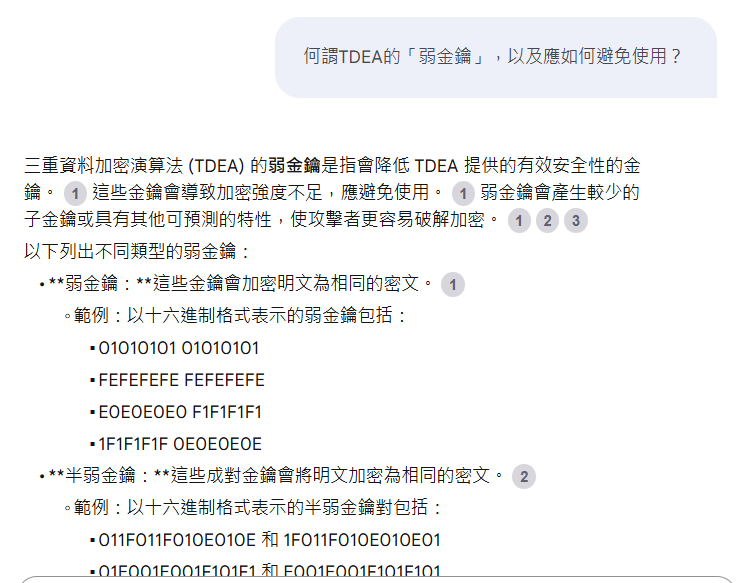 何謂TDEA的「弱金鑰」，以及應如何避免使用？
三重資料加密演算法 (TDEA) 的弱金鑰是指會降低 TDEA 提供的有效安全性的金
鑰。 1 這些金鑰會導致加密強度不足，應避免使用。 1 弱金鑰會產生較少的
子金鑰或具有其他可預測的特性，使攻擊者更容易破解加密。 1 2 3
以下列出不同類型的弱金鑰：
• **弱金鑰：**這些金鑰會加密明文為相同的密文。 1
◦ 範例：以十六進制格式表示的弱金鑰包括：
▪ 01010101 01010101
▪ FEFEFEFE FEFEFEFE
▪ E0E0E0E0 F1F1F1F1
▪ 1F1F1F1F 0E0E0E0E
• **半弱金鑰：**這些成對金鑰會將明文加密為相同的密文。 2
◦ 範例：以十六進制格式表示的半弱金鑰對包括：
▪ 011F011F010E010E 和 1F011F010E010E01
▪ 01E001E001F101F1 和 E001E001F101F101